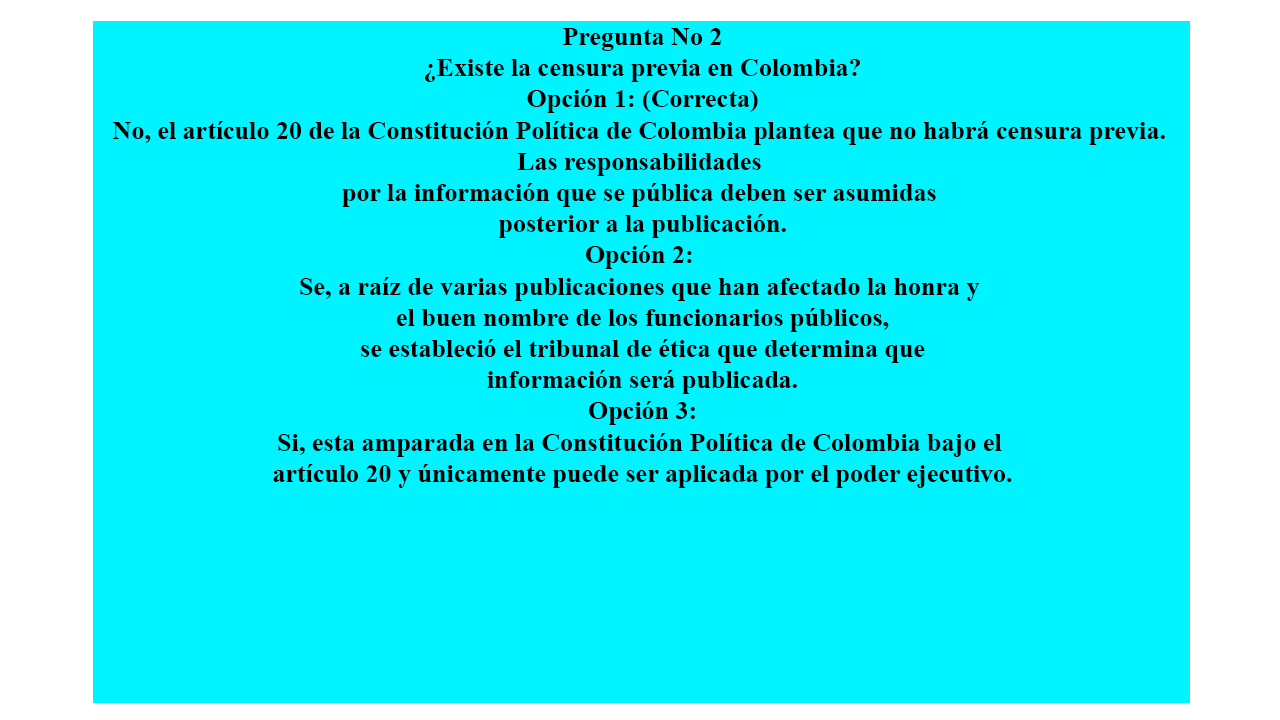 Pregunta No 2
¿Existe la censura previa en Colombia?
Opción 1: (Correcta)
No, el artículo 20 de la Constitución Política de Colombia plantea que no habrá censura previa.
Las responsabilidades
por la información que se pública deben ser asumidas
posterior a la publicación.
Opción 2:
Se, a raíz de varias publicaciones que han afectado la honra y
el buen nombre de los funcionarios públicos,
se estableció el tribunal de ética que determina que
información será publicada.
Opción 3:
Si, esta amparada en la Constitución Política de Colombia bajo el
artículo 20 y únicamente puede ser aplicada por el poder ejecutivo.